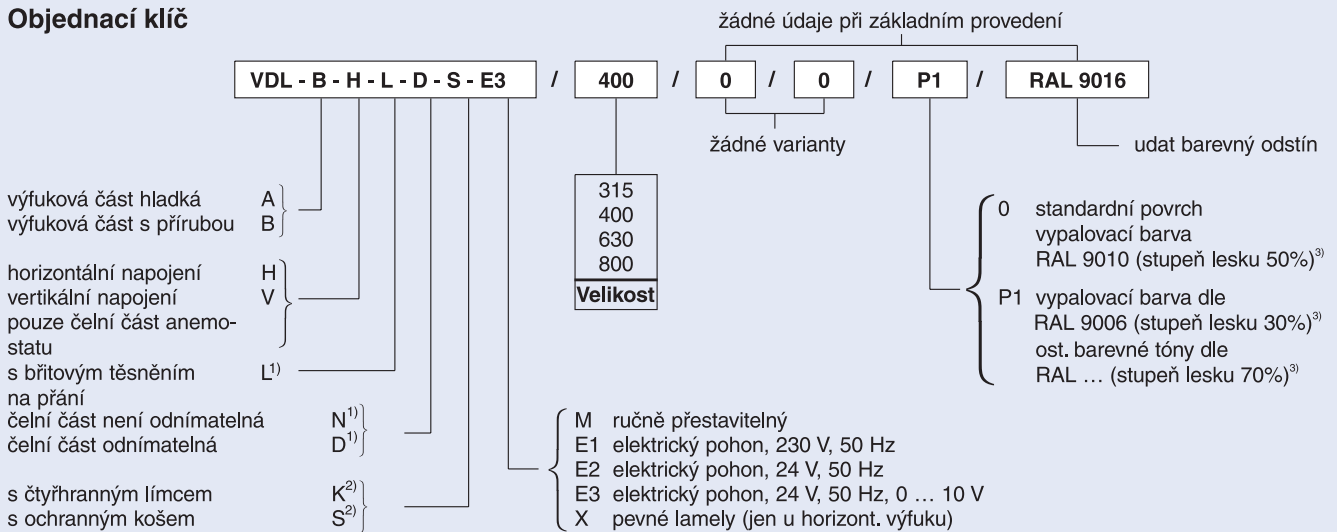 Objednací klíč
žádné údaje při základním provedení
VDL - B - H - L - D - S - E3 / 400 / 0 / 0 / P1 / RAL 9016
žádné varianty
udat barevný odstín
315
400
630
800
Velikost
výfuková část hladká A
výfuková část s přírubou B
horizontální napojení H
vertikální napojení V
pouze čelní část anemo-
statu
s břitovým těsněním L1)
na přání
čelní část není odnímatelná N1)
čelní část odnímatelná D1)
s čtyřhranným límcem K2)
s ochranným košem S2)
M ručně přestavitelný
E1 elektrický pohon, 230 V, 50 Hz
E2 elektrický pohon, 24 V, 50 Hz
E3 elektrický pohon, 24 V, 50 Hz, 0 … 10 V
X pevné lamely (jen u horizont. výfuku)
0 standardní povrch
vypalovací barva
RAL 9010 (stupeň lesku 50%)3)
P1 vypalovací barva dle
RAL 9006 (stupeň lesku 30%)3)
ost. barevné tóny dle
RAL … (stupeň lesku 70%)3)